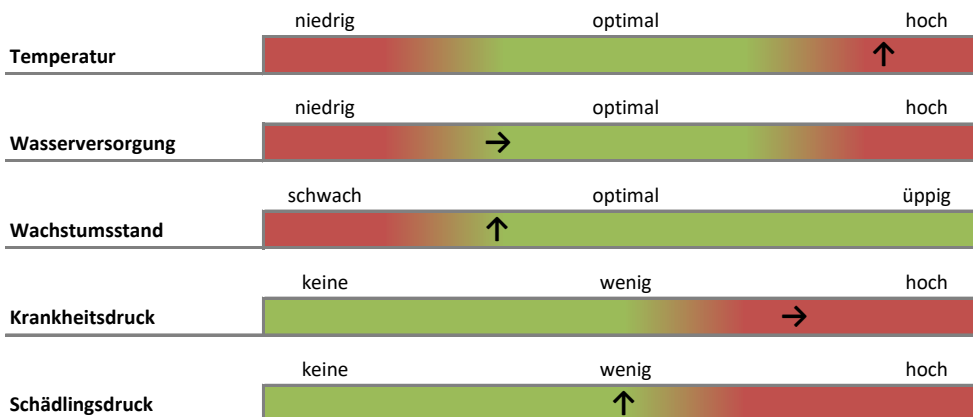 niedrig optimal hoch
Temperatur ↑
niedrig optimal hoch
Wasserversorgung →
schwach optimal üppig
Wachstumsstand ↑
keine wenig hoch
Krankheitsdruck →
keine wenig hoch
Schädlingsdruck ↑